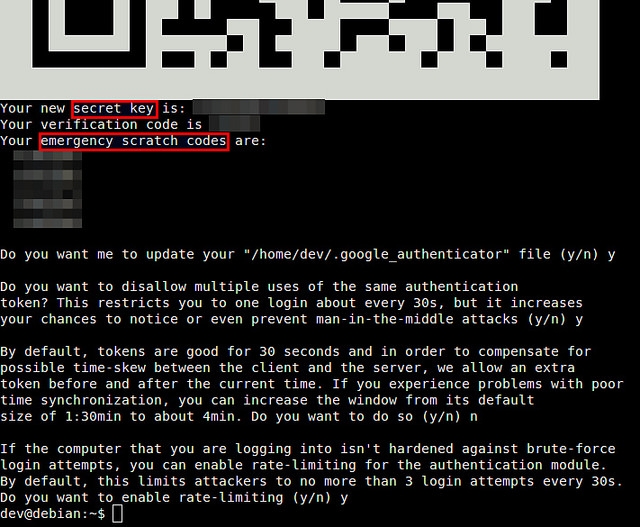 Your new secret key is:
Your verification code is
Your emergency scratch codes are:
Do you want me to update your "/home/dev/.google_authenticator" file (y/n) y
Do you want to disallow multiple uses of the same authentication
token? This restricts you to one login about every 30s, but it increases
your chances to notice or even prevent man-in-the-middle attacks (y/n) y
By default, tokens are good for 30 seconds and in order to compensate for
possible time-skew between the client and the server, we allow an extra
token before and after the current time. If you experience problems with poor
time synchronization, you can increase the window from its default
size of 1:30min to about 4min. Do you want to do so (y/n) n
If the computer that you are logging into isn't hardened against brute-force
login attempts, you can enable rate-limiting for the authentication module.
By default, this limits attackers to no more than 3 login attempts every 30s.
Do you want to enable rate-limiting (y/n) y
dev@debian:~$